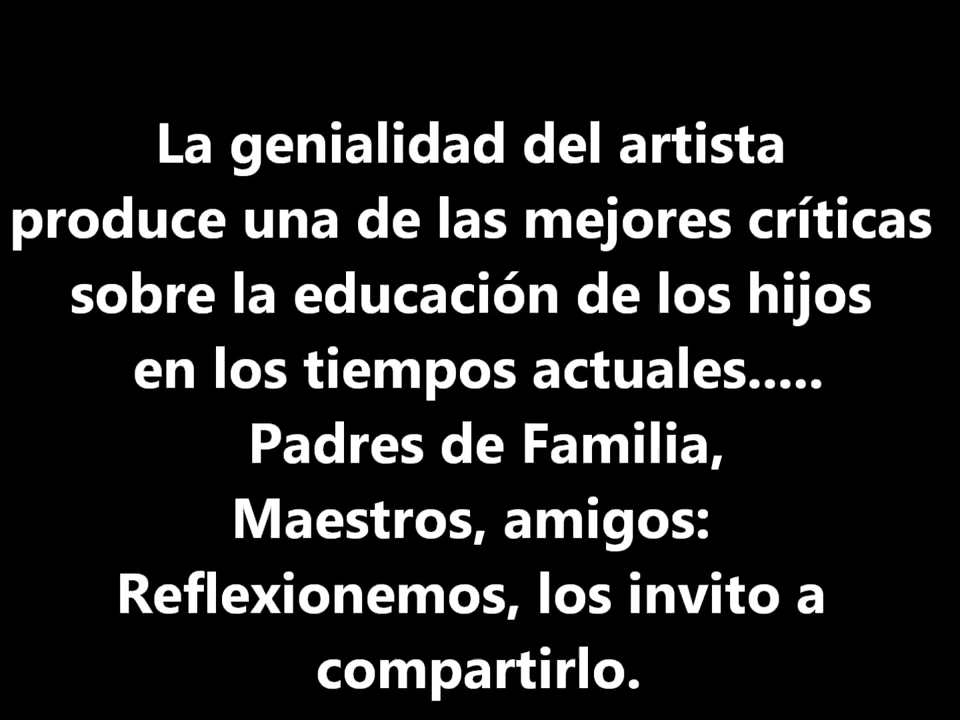 La genialidad del artista
produce una de las mejores críticas
sobre la educación de los hijos
en los tiempos actuales.....
Padres de Familia,
Maestros, amigos:
Reflexionemos, los invito a
compartirlo.